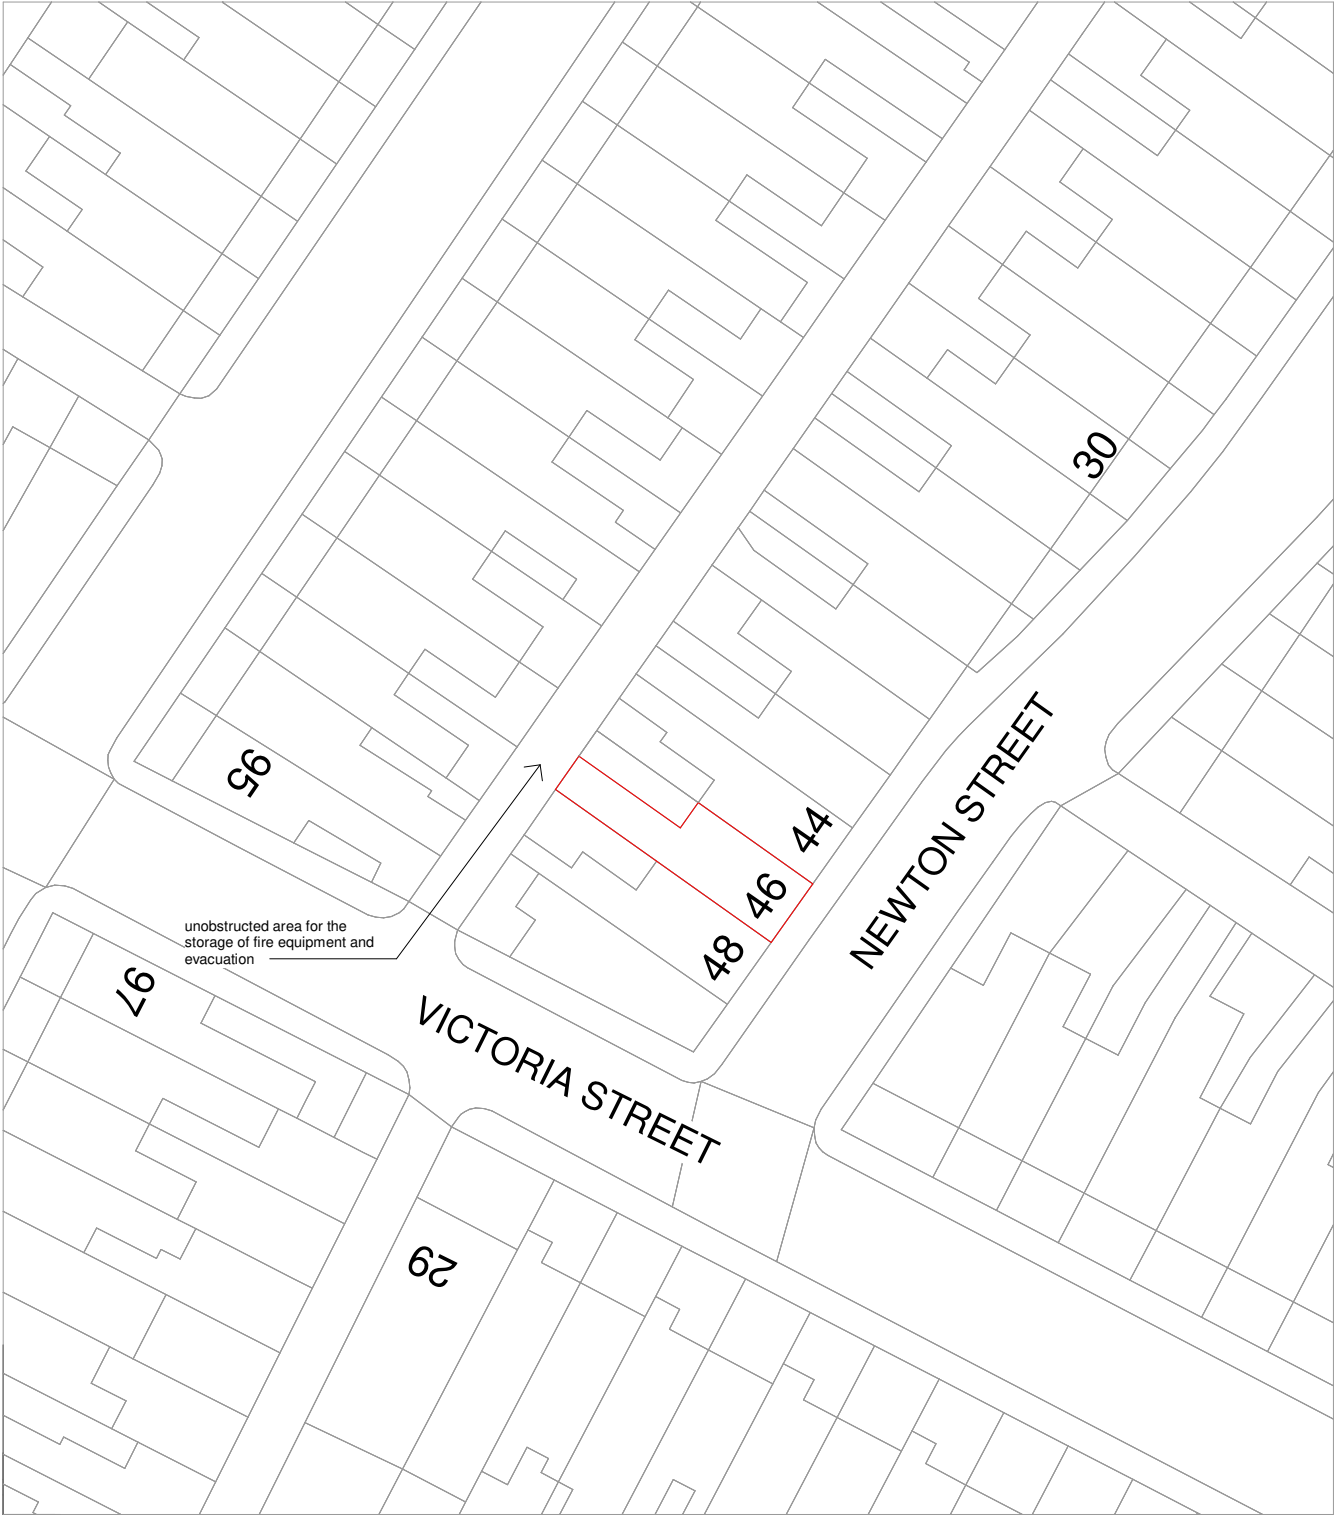 30
95
44
NEWTON STREET
46
unobstructed area for the
storage of fire equipment and
evacuation
48
97
VICTORIA STREET
29